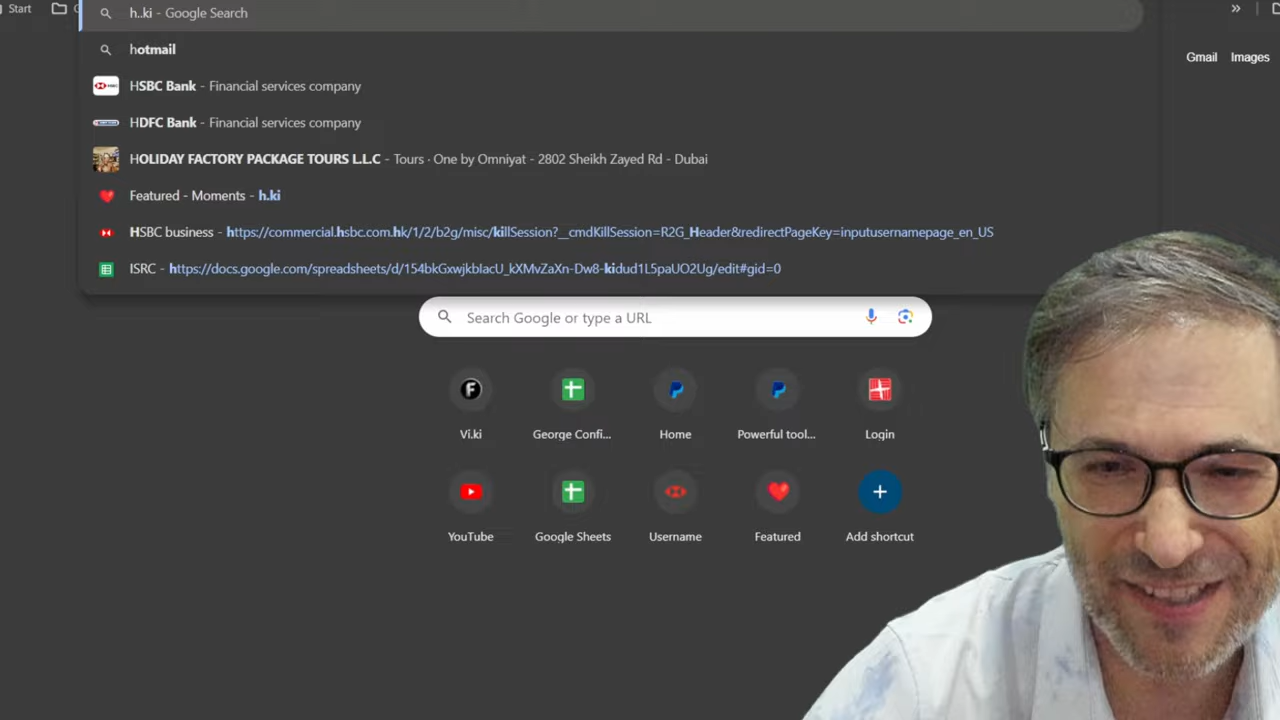 Start
h..ki - Google Search
hotmail
HSBC Bank - Financial services company
HDFC Bank - Financial services company
HOLIDAY FACTORY PACKAGE TOURS L.L.C - Tours · One by Omniyat - 2802 Sheikh Zayed Rd - Dubai
Featured - Moments - h.ki
HSBC business - https://commercial.hsbc.com.hk/1/2/b2g/misc/killSession?__cmdKillSession=R2G_Header&redirectPageKey=inputusernamepage_en_US
ISRC - https://docs.google.com/spreadsheets/d/154bkGxwjkbIacU_kXMvZaXn-Dw8-kidud1L5paUO2Ug/edit#gid=0
Gmail Images
Search Google or type a URL
Vi.ki George Confi... Home Powerful tool... Login
YouTube Google Sheets Username Featured Add shortcut